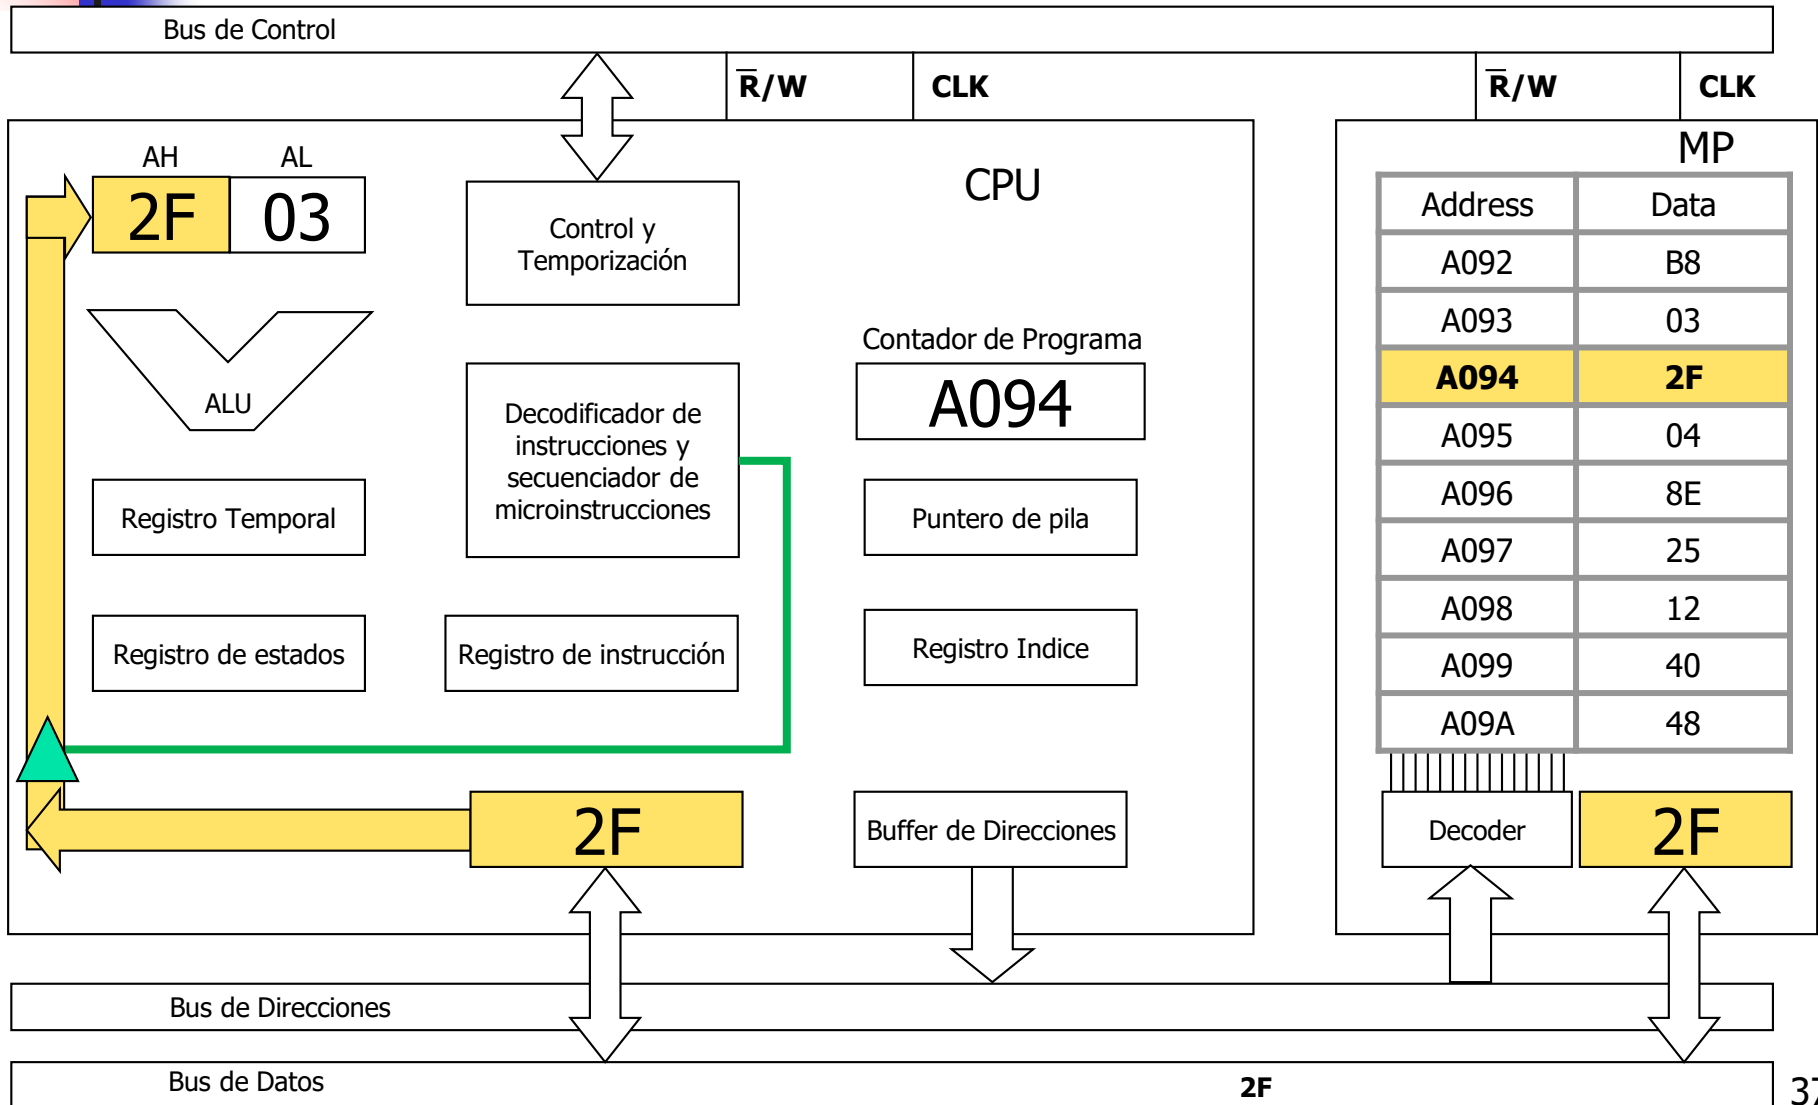 Bus de Control
R̅/W
CLK
R̅/W
CLK
AH
AL
2F
03
Control y
Temporización
CPU
ALU
Decodificador de
instrucciones y
secuenciador de
microinstrucciones
Contador de Programa
A094
Registro Temporal
Puntero de pila
Registro de estados
Registro de instrucción
Registro Indice
2F
Buffer de Direcciones
MP
Address Data
A092 B8
A093 03
A094 2F
A095 04
A096 8E
A097 25
A098 12
A099 40
A09A 48
Decoder
2F
Bus de Direcciones
Bus de Datos
2F
37